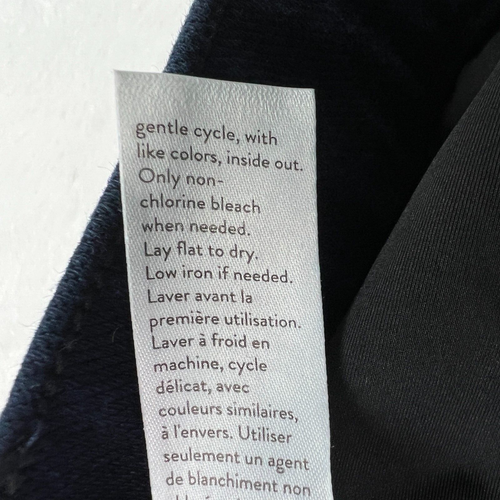 gentle cycle, with
like colors, inside out.
Only non-
chlorine bleach
when needed.
Lay flat to dry.
Low iron if needed.
Laver avant la
première utilisation.
Laver à froid en
machine, cycle
délicat, avec
couleurs similaires,
à l'envers. Utiliser
seulement un agent
de blanchiment non